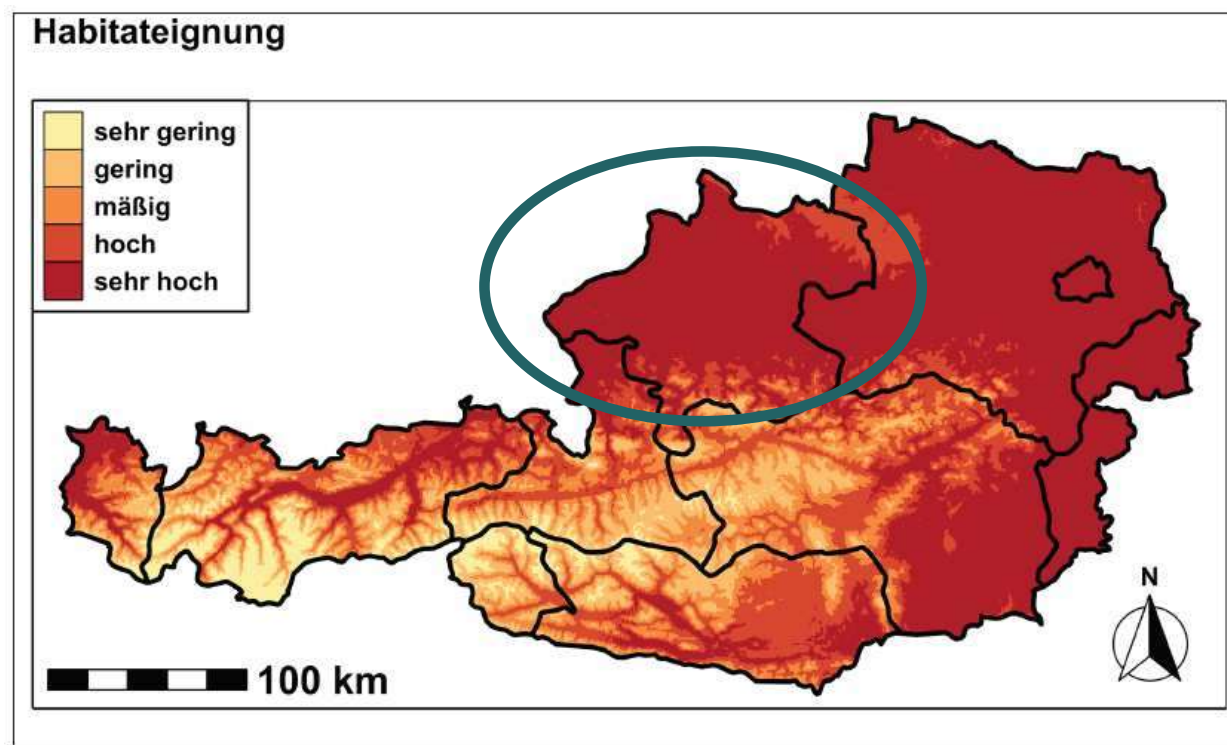 Habitateignung
sehr gering
gering
mäßig
hoch
sehr hoch
N
100 km